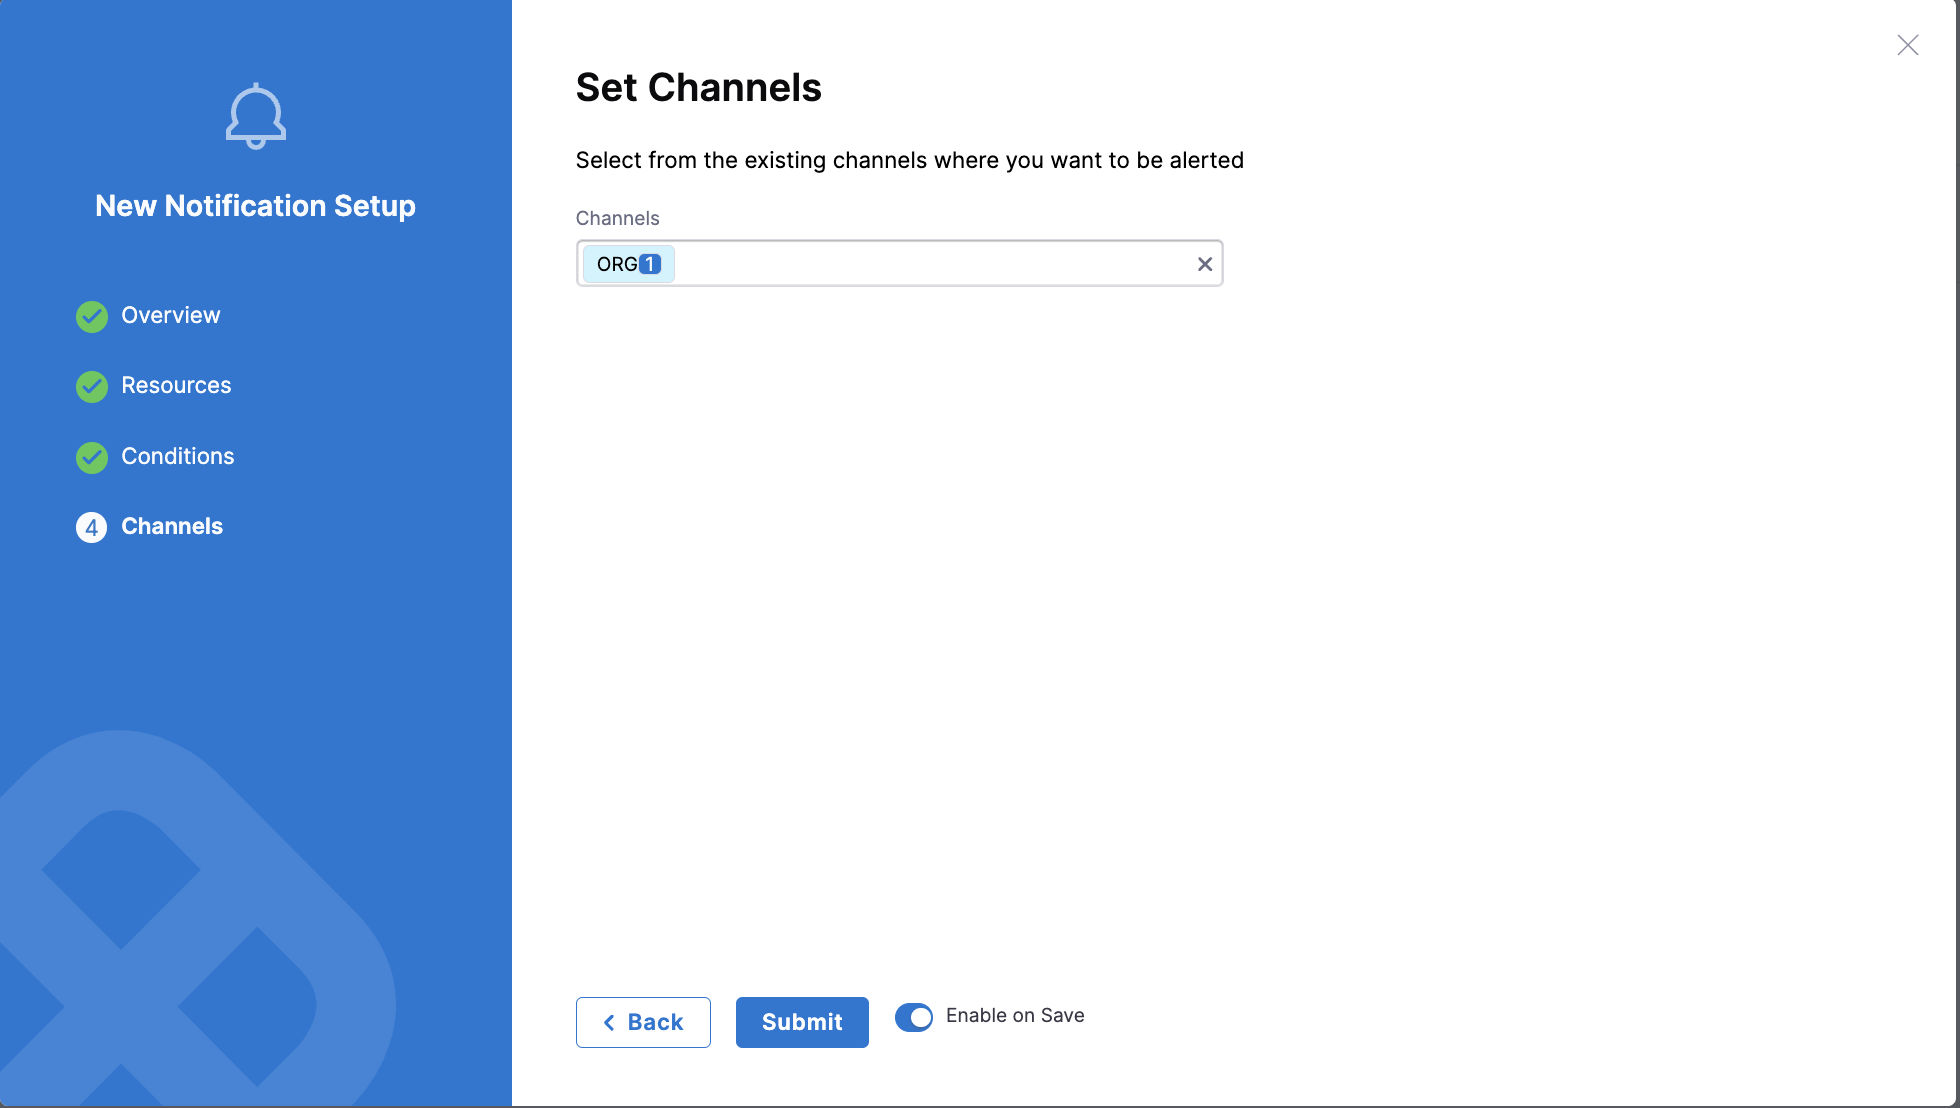 New Notification Setup
Overview
Resources
Conditions
4 Channels
Set Channels
Select from the existing channels where you want to be alerted
Channels
ORG 1
Back
Submit
Enable on Save